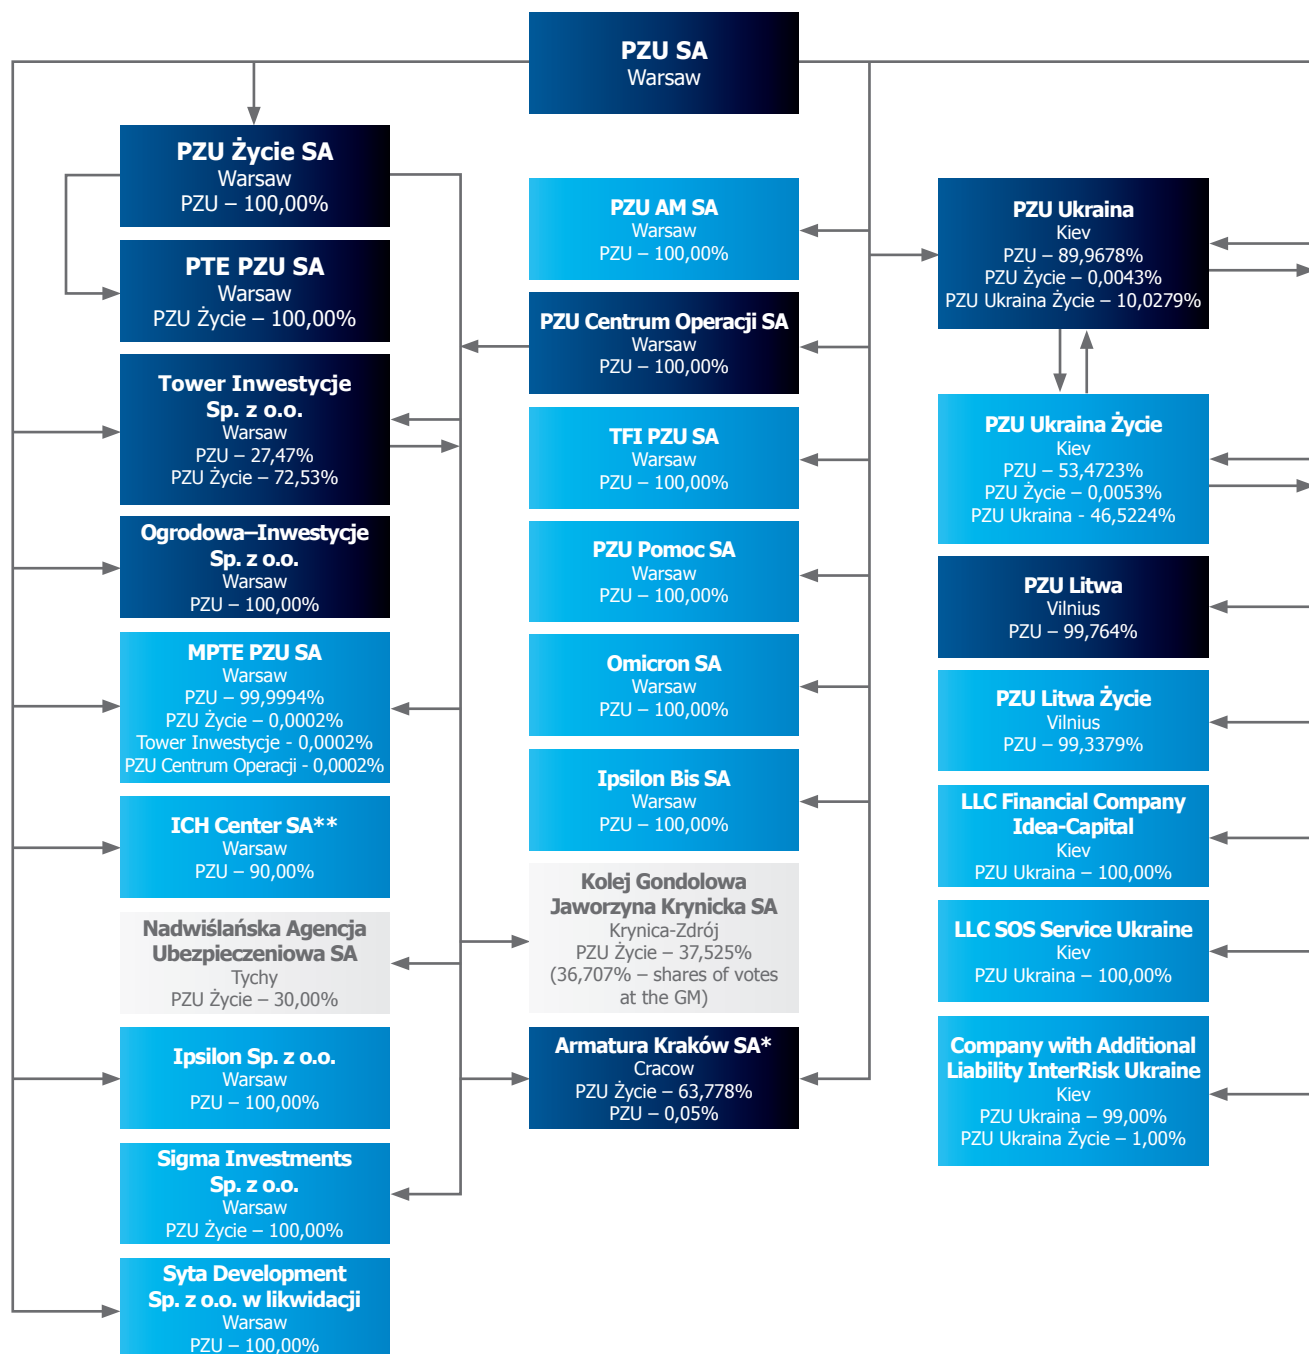 PZU SA
Warsaw
PZU Życie SA
Warsaw
PZU – 100,00%
PTE PZU SA
Warsaw
PZU Życie – 100,00%
Tower Inwestycje
Sp. z o.o.
Warsaw
PZU – 27,47%
PZU Życie – 72,53%
Ogrodowa–Inwestycje
Sp. z o.o.
Warsaw
PZU – 100,00%
MPTE PZU SA
Warsaw
PZU – 99,9994%
PZU Życie – 0,0002%
Tower Inwestycje - 0,0002%
PZU Centrum Operacji - 0,0002%
ICH Center SA**
Warsaw
PZU – 90,00%
Nadwiślańska Agencja
Ubezpieczeniowa SA
Tychy
PZU Życie – 30,00%
Ipsilon Sp. z o.o.
Warsaw
PZU – 100,00%
Sigma Investments
Sp. z o.o.
Warsaw
PZU Życie – 100,00%
Syta Development
Sp. z o.o. w likwidacji
Warsaw
PZU – 100,00%
PZU AM SA
Warsaw
PZU – 100,00%
PZU Centrum Operacji SA
Warsaw
PZU – 100,00%
TFI PZU SA
Warsaw
PZU – 100,00%
PZU Pomoc SA
Warsaw
PZU – 100,00%
Omicron SA
Warsaw
PZU – 100,00%
Ipsilon Bis SA
Warsaw
PZU – 100,00%
Kolej Gondolowa
Jaworzyna Krynicka SA
Krynica-Zdrój
PZU Życie – 37,525%
(36,707% – shares of votes
at the GM)
Armatura Kraków SA*
Cracow
PZU Życie – 63,778%
PZU – 0,05%
PZU Ukraina
Kiev
PZU – 89,9678%
PZU Życie – 0,0043%
PZU Ukraina Życie – 10,0279%
PZU Ukraina Życie
Kiev
PZU – 53,4723%
PZU Życie – 0,0053%
PZU Ukraina - 46,5224%
PZU Litwa
Vilnius
PZU – 99,764%
PZU Litwa Życie
Vilnius
PZU – 99,3379%
LLC Financial Company
Idea-Capital
Kiev
PZU Ukraina – 100,00%
LLC SOS Service Ukraine
Kiev
PZU Ukraina – 100,00%
Company with Additional
Liability InterRisk Ukraine
Kiev
PZU Ukraina – 99,00%
PZU Ukraina Życie – 1,00%